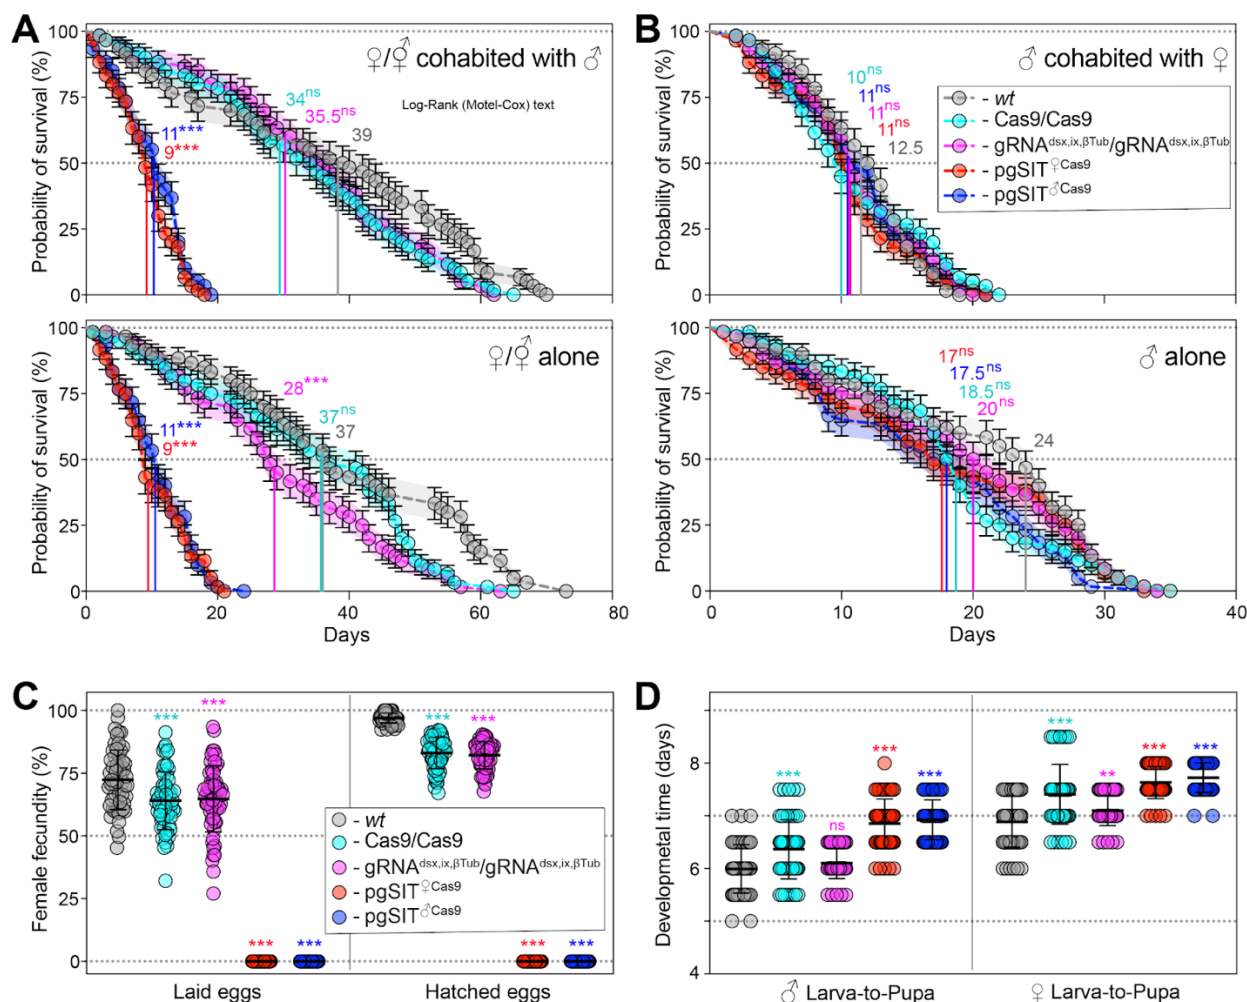 A
♀/⚥ cohabited with ♂
Log-Rank (Motel-Cox) text
Probability of survival (%)
100
75
50
25
0
34ns
35.5ns
39
11***
9***
♀/⚥ alone
Probability of survival (%)
100
75
50
25
0
28***
37ns
37
11***
9***
0 20 40 60 80
Days
B
♂ cohabited with ♀
Probability of survival (%)
100
75
50
25
0
10ns
11ns
11ns
11ns
12.5
- wt
- Cas9/Cas9
- gRNAdsx,ix,βTub/gRNAdsx,ix,βTub
- pgSIT♀Cas9
- pgSIT♂Cas9
♂ alone
Probability of survival (%)
100
75
50
25
0
17ns
17.5ns
18.5ns
20ns
24
0 10 20 30 40
Days
C
Female fecundity (%)
100
75
50
25
0
*** ***
*** ***
*** ***
*** ***
- wt
- Cas9/Cas9
- gRNAdsx,ix,βTub/gRNAdsx,ix,βTub
- pgSIT♀Cas9
- pgSIT♂Cas9
Laid eggs Hatched eggs
D
Developmetal time (days)
8
6
4
*** ns *** ***
*** ** *** ***
♂ Larva-to-Pupa ♀ Larva-to-Pupa